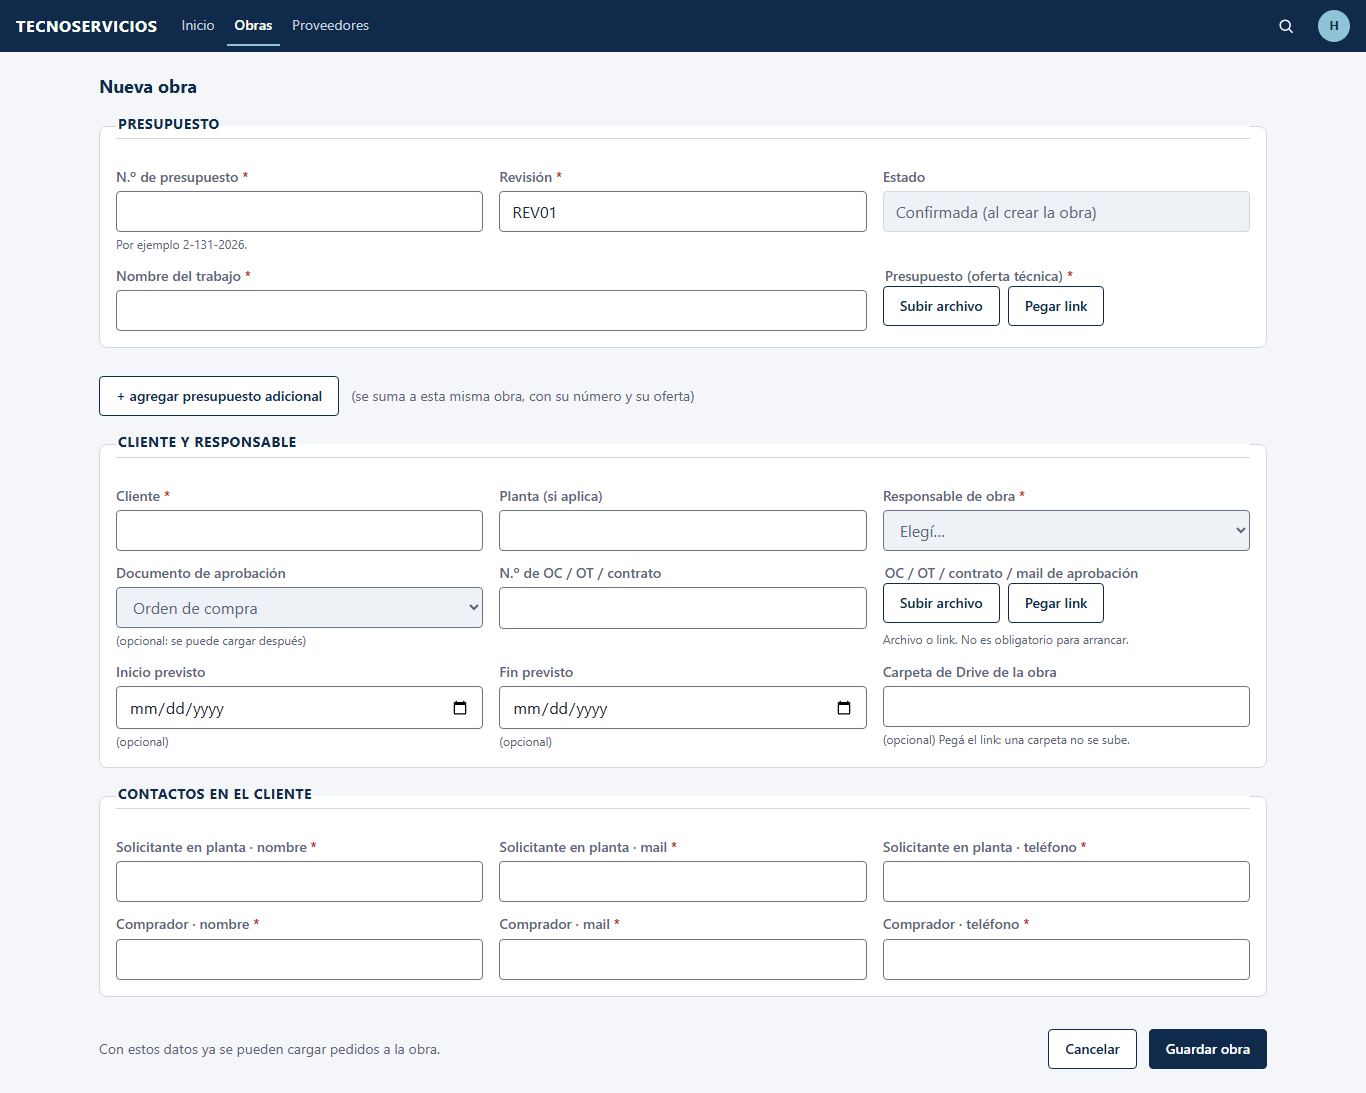 TECNOSERVICIOS Inicio Obras Proveedores H
Nueva obra
PRESUPUESTO
N.º de presupuesto * Revisión * Estado
REV01 Confirmada (al crear la obra)
Por ejemplo 2-131-2026.
Nombre del trabajo * Presupuesto (oferta técnica) *
Subir archivo Pegar link
+ agregar presupuesto adicional (se suma a esta misma obra, con su número y su oferta)
CLIENTE Y RESPONSABLE
Cliente * Planta (si aplica) Responsable de obra *
Elegí...
Documento de aprobación N.º de OC / OT / contrato OC / OT / contrato / mail de aprobación
Orden de compra Subir archivo Pegar link
(opcional: se puede cargar después) Archivo o link. No es obligatorio para arrancar.
Inicio previsto Fin previsto Carpeta de Drive de la obra
mm/dd/yyyy mm/dd/yyyy
(opcional) (opcional) (opcional) Pegá el link: una carpeta no se sube.
CONTACTOS EN EL CLIENTE
Solicitante en planta · nombre * Solicitante en planta · mail * Solicitante en planta · teléfono *
Comprador · nombre * Comprador · mail * Comprador · teléfono *
Con estos datos ya se pueden cargar pedidos a la obra. Cancelar Guardar obra